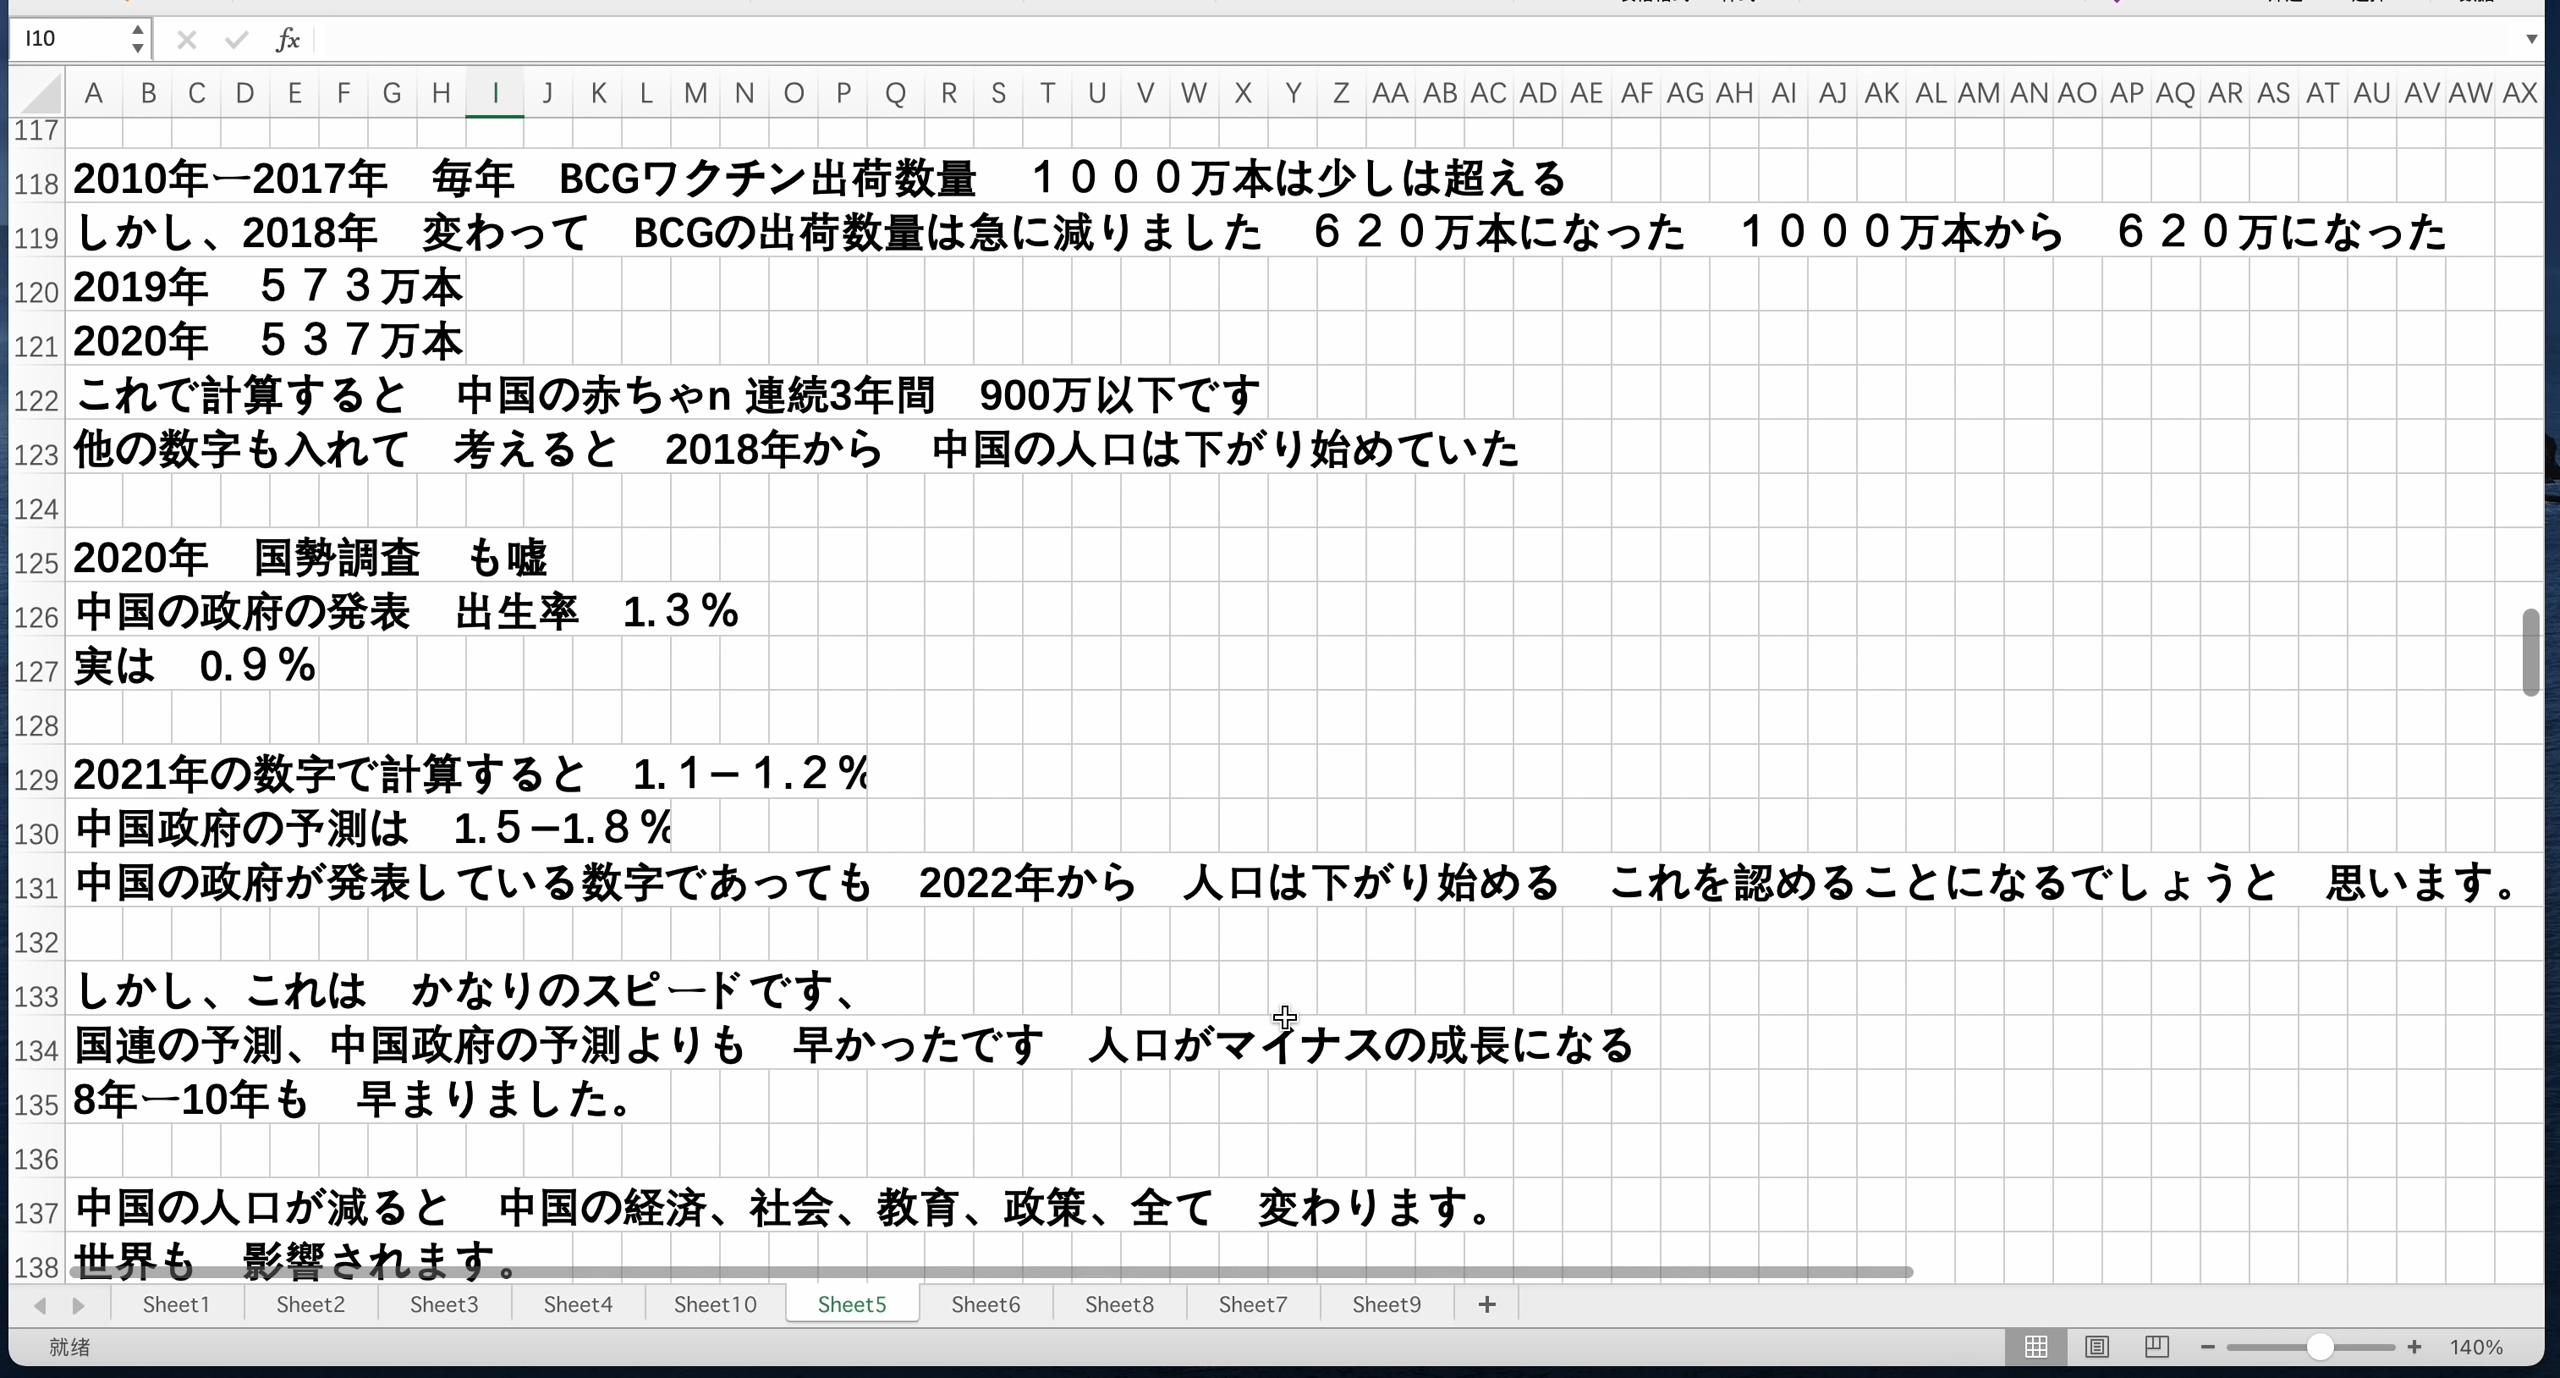 I10
fx
A B C D E F G H I J K L M N O P Q R S T U V W X Y Z AA AB AC AD AE AF AG AH AI AJ AK AL AM AN AO AP AQ AR AS AT AU AV AW AX
117
118 2010年ー2017年　毎年　BCGワクチン出荷数量　１０００万本は少しは超える
119 しかし、2018年　変わって　BCGの出荷数量は急に減りました　６２０万本になった　１０００万本から　６２０万になった
120 2019年　５７３万本
121 2020年　５３７万本
122 これで計算すると　中国の赤ちゃn 連続3年間　900万以下です
123 他の数字も入れて　考えると　2018年から　中国の人口は下がり始めていた
124
125 2020年　国勢調査　も嘘
126 中国の政府の発表　出生率　1.３％
127 実は　0.９％
128
129 2021年の数字で計算すると　1.１−１.２％
130 中国政府の予測は　1.５−1.８％
131 中国の政府が発表している数字であっても　2022年から　人口は下がり始める　これを認めることになるでしょうと　思います。
132
133 しかし、これは　かなりのスピードです、
134 国連の予測、中国政府の予測よりも　早かったです　人口がマイナスの成長になる
135 8年ー10年も　早まりました。
136
137 中国の人口が減ると　中国の経済、社会、教育、政策、全て　変わります。
138 世界も　影響されます。
Sheet1 Sheet2 Sheet3 Sheet4 Sheet10 Sheet5 Sheet6 Sheet8 Sheet7 Sheet9 +
就绪
140%